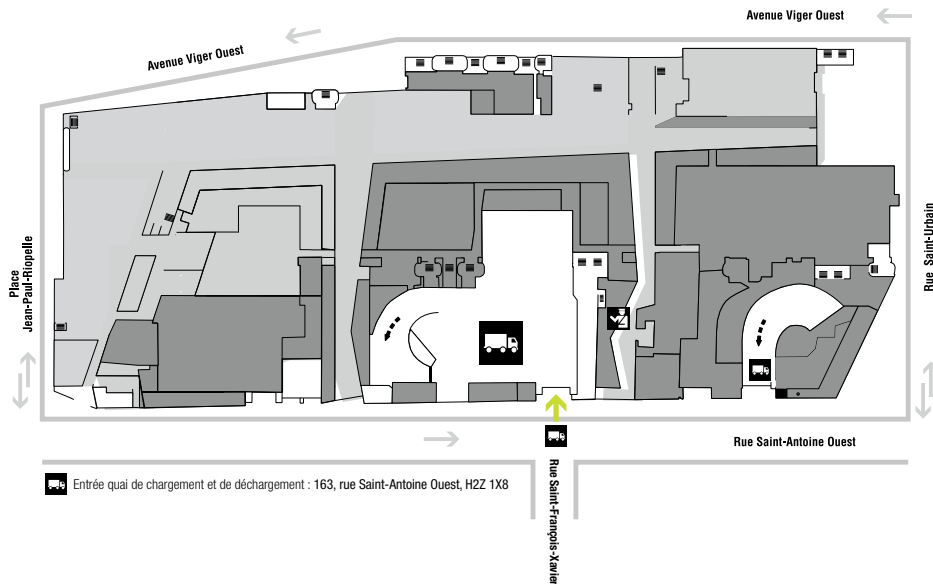 Avenue Viger Ouest
Avenue Viger Ouest
Place
Jean-Paul-Riopelle
Rue Saint-Urbain
Rue Saint-Antoine Ouest
Entrée quai de chargement et de déchargement : 163, rue Saint-Antoine Ouest, H2Z 1X8
Rue Saint-François-Xavier